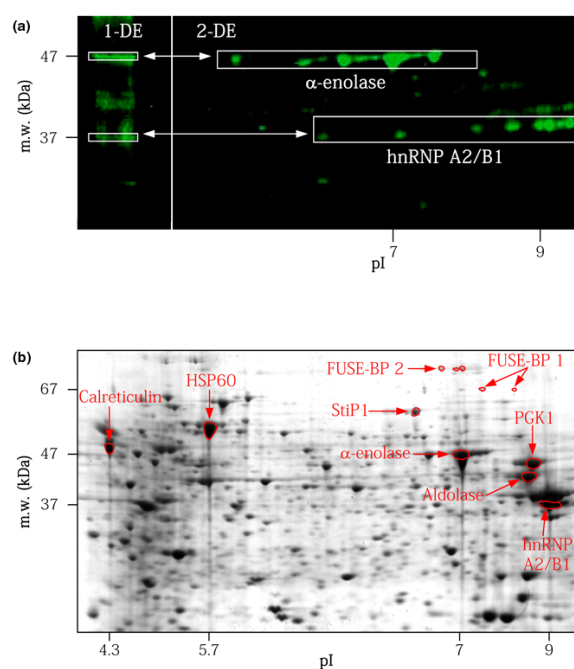 (a)
1-DE
2-DE
47
α-enolase
m.w. (kDa)
37
hnRNP A2/B1
7
9
pI
(b)
FUSE-BP 2
FUSE-BP 1
67
HSP60
Calreticulin
StiP1
PGK1
47
α-enolase
m.w. (kDa)
Aldolase
37
hnRNP
A2/B1
4.3
5.7
7
9
pI